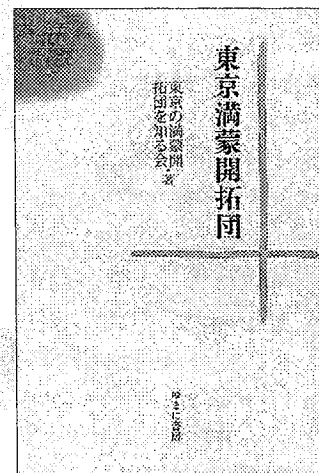 東京満蒙開拓団
東京の満蒙開
拓団を知る会・著
ゆまに書房